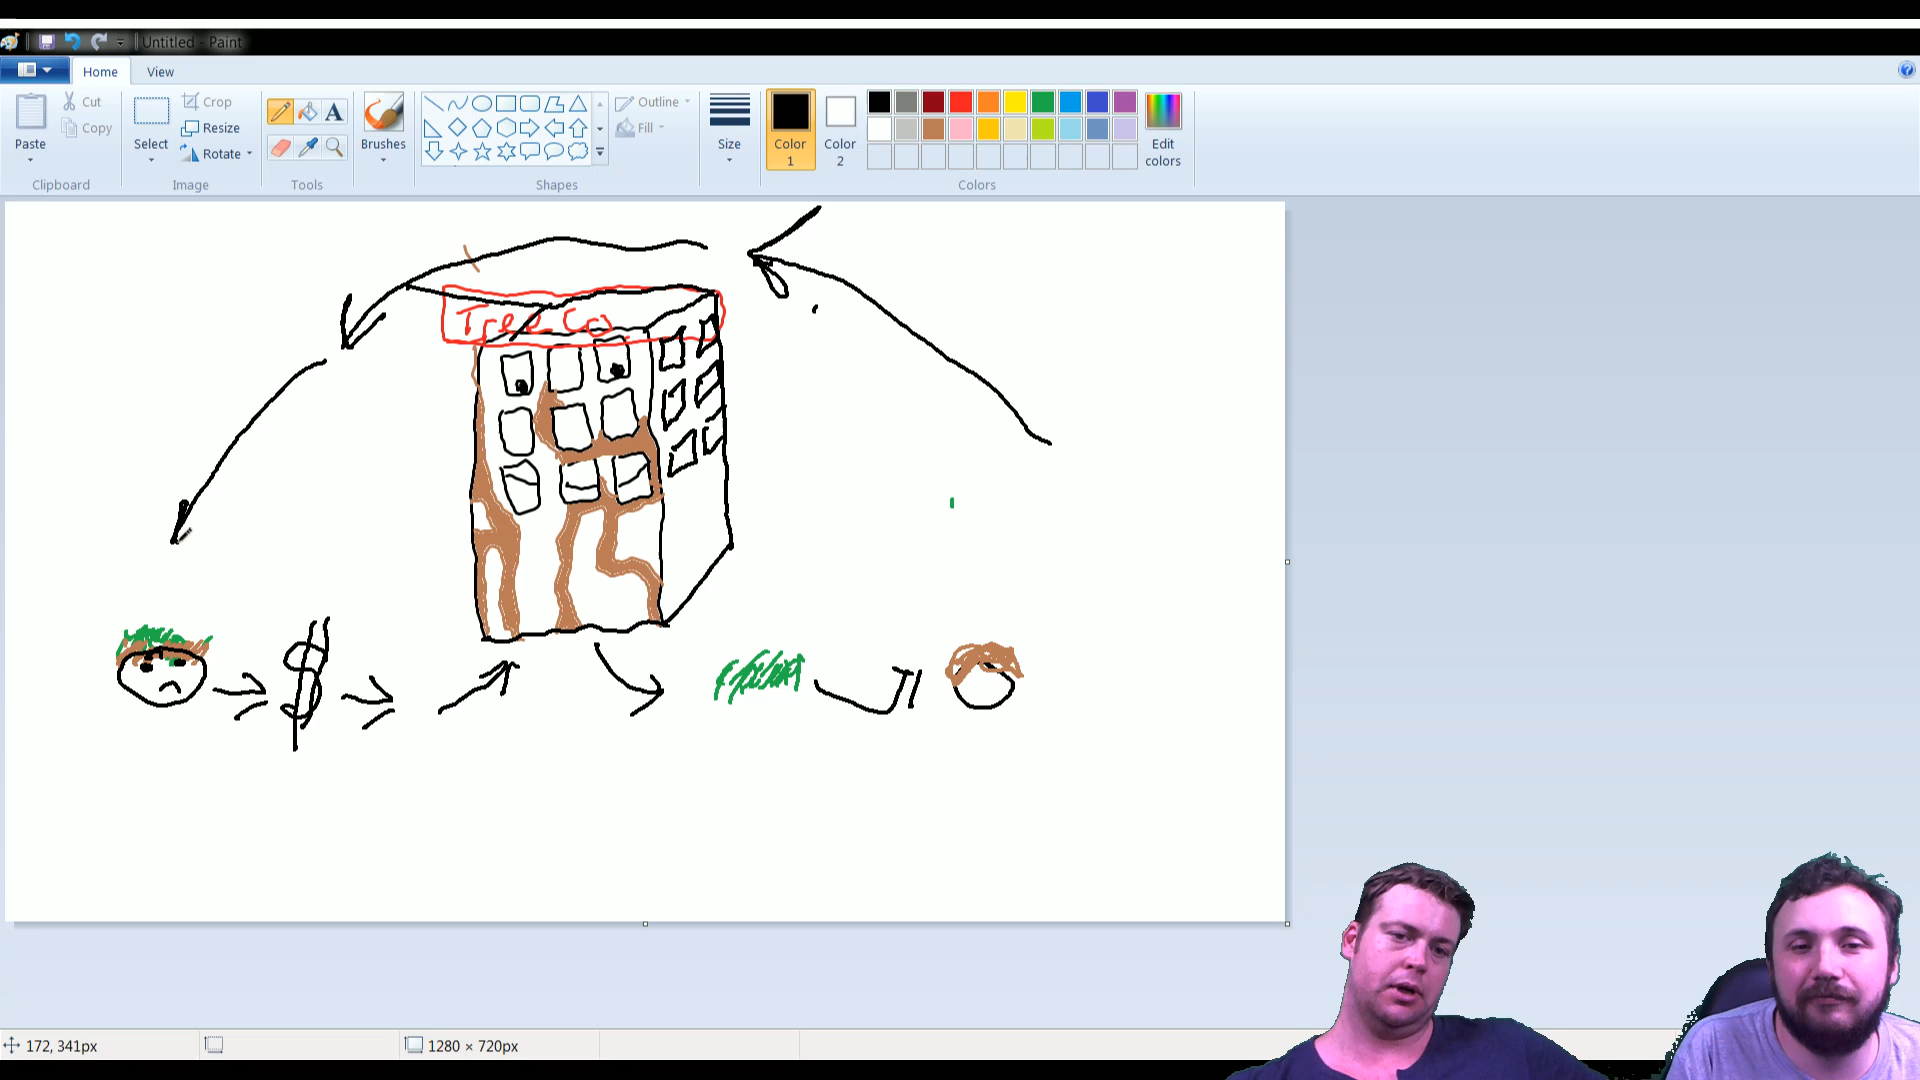 Untitled - Paint
Home
View
Paste
Cut
Copy
Clipboard
Select
Crop
Resize
Rotate
Image
A
Tools
Brushes
Outline
Fill
Shapes
Size
Color
1
Color
2
Edit
colors
Colors
Tree Co
$
172, 341px
1280 × 720px